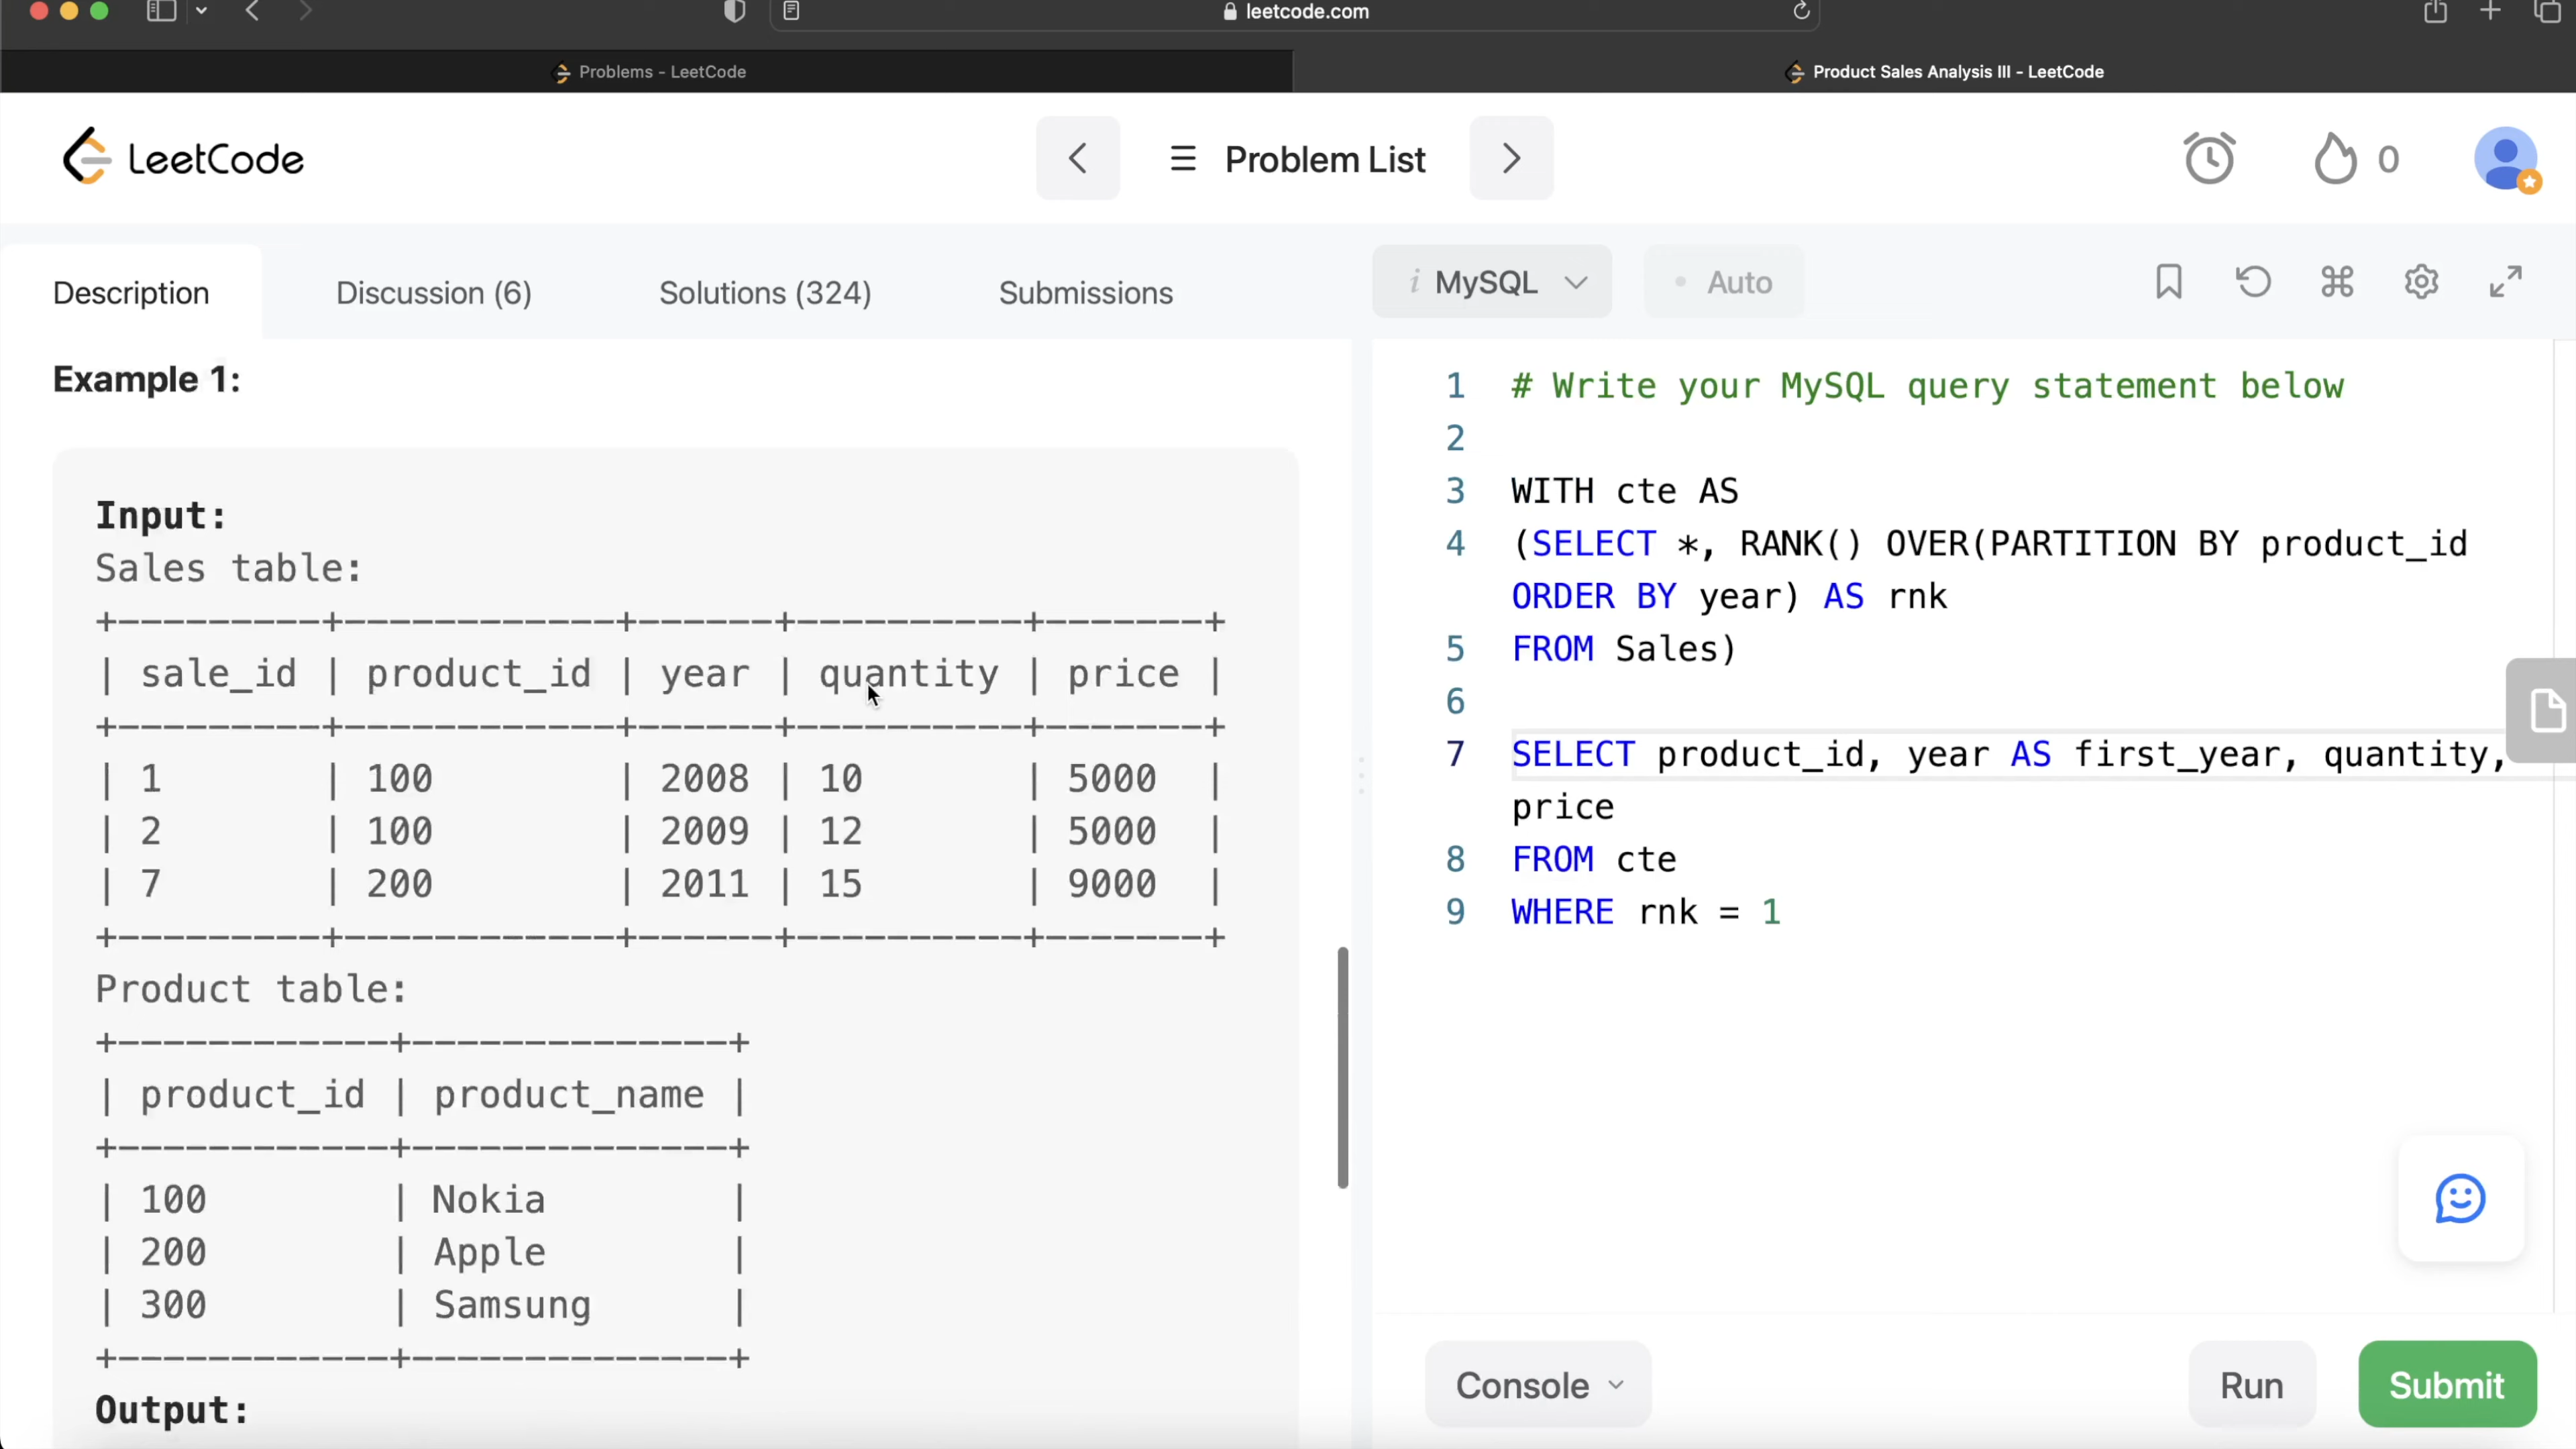 leetcode.com
Problems - LeetCode
Product Sales Analysis III - LeetCode
LeetCode
Problem List
0
Description
Discussion (6)
Solutions (324)
Submissions
i MySQL
Auto
Example 1:
Input:
Sales table:
+----------+-------------+------+----------+-------+
| sale_id | product_id | year | quantity | price |
+----------+-------------+------+----------+-------+
| 1 | 100 | 2008 | 10 | 5000 |
| 2 | 100 | 2009 | 12 | 5000 |
| 7 | 200 | 2011 | 15 | 9000 |
+----------+-------------+------+----------+-------+
Product table:
+-------------+--------------+
| product_id | product_name |
+-------------+--------------+
| 100 | Nokia |
| 200 | Apple |
| 300 | Samsung |
+-------------+--------------+
Output:
1 # Write your MySQL query statement below
2
3 WITH cte AS
4 (SELECT *, RANK() OVER(PARTITION BY product_id
ORDER BY year) AS rnk
5 FROM Sales)
6
7 SELECT product_id, year AS first_year, quantity,
price
8 FROM cte
9 WHERE rnk = 1
Console
Run
Submit